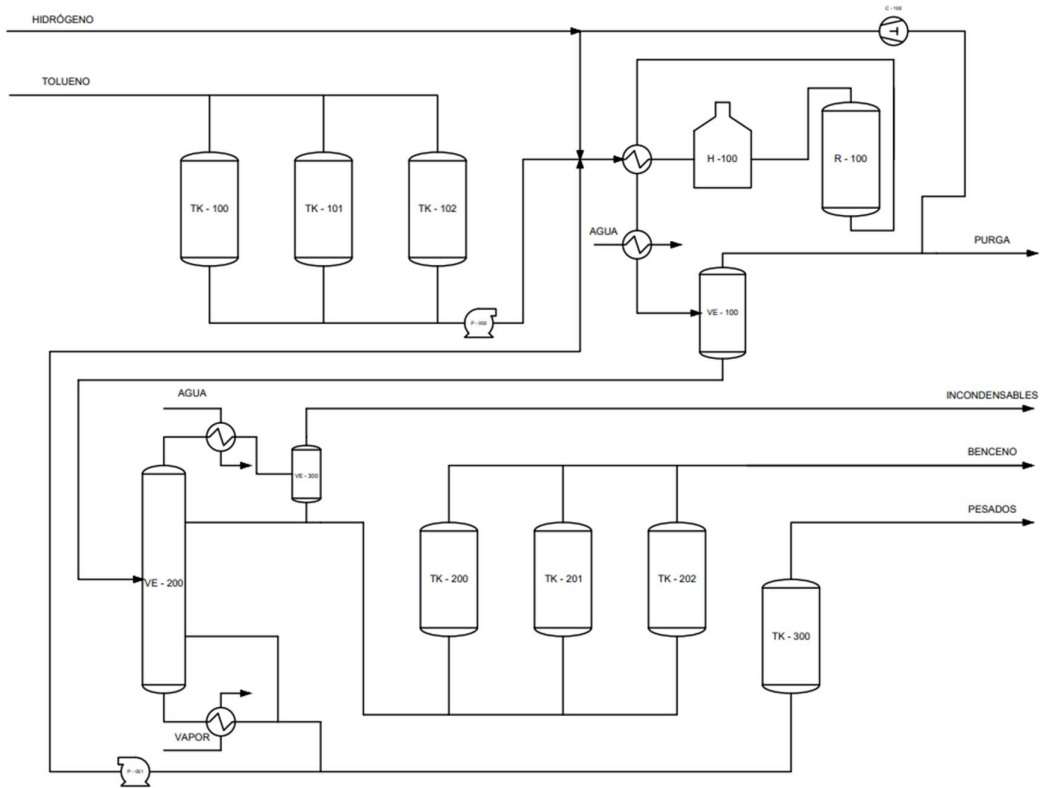 C - 100
HIDRÓGENO
TOLUENO
TK - 100
TK - 101
TK - 102
H -100
R - 100
AGUA
PURGA
VE - 100
AGUA
INCONDENSABLES
VE - 300
BENCENO
PESADOS
VE - 200
TK - 200
TK - 201
TK - 202
TK - 300
VAPOR
P - 001